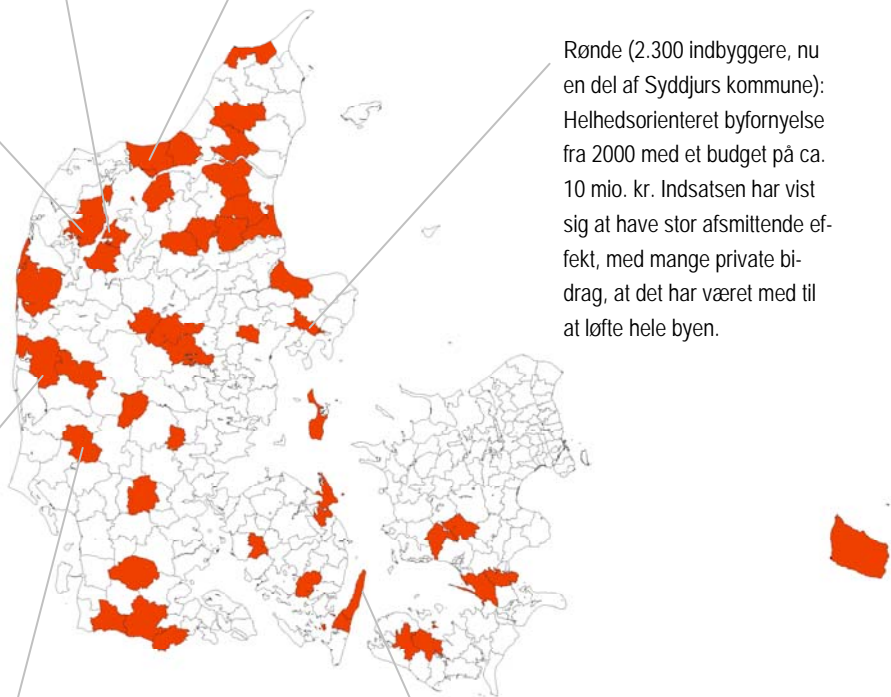 Rønde (2.300 indbyggere, nu
en del af Syddjurs kommune):
Helhedsorienteret byfornyelse
fra 2000 med et budget på ca.
10 mio. kr. Indsatsen har vist
sig at have stor afsmittende ef-
fekt, med mange private bi-
drag, at det har været med til
at løfte hele byen.